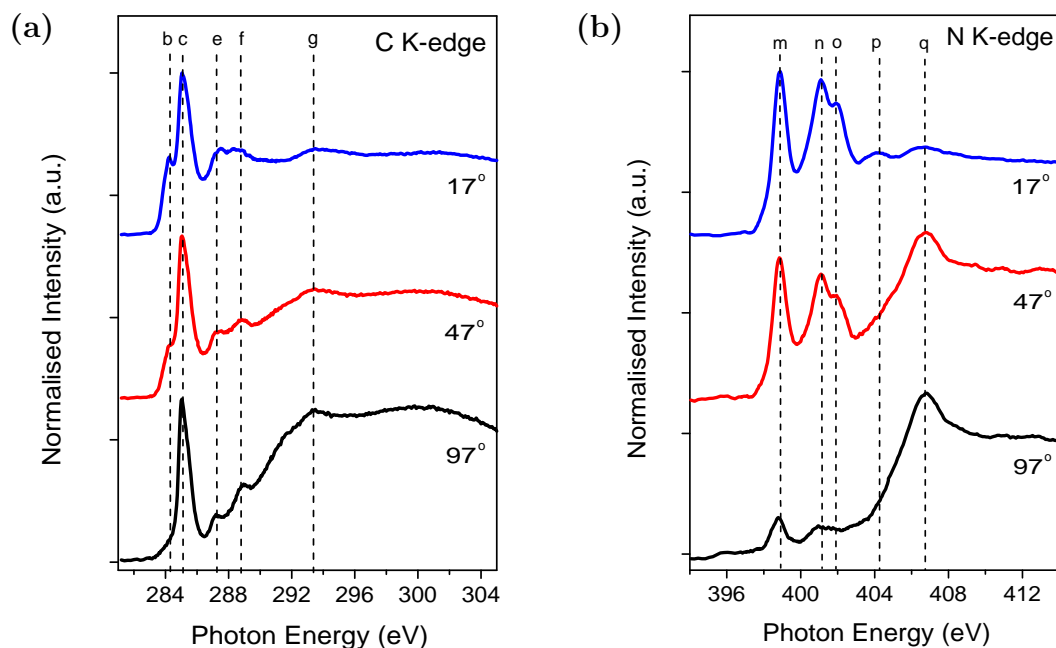 (a)
b c e f g
C K-edge
17°
47°
97°
Normalised Intensity (a.u.)
284 288 292 296 300 304
Photon Energy (eV)
(b)
m n o p q
N K-edge
17°
47°
97°
Normalised Intensity (a.u.)
396 400 404 408 412
Photon Energy (eV)